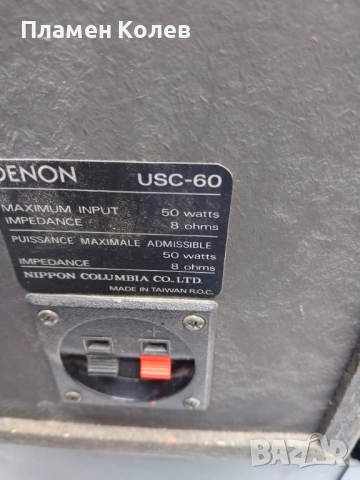 Пламен Колев
DENON USC-60
MAXIMUM INPUT 50 watts
IMPEDANCE 8 ohms
PUISSANCE MAXIMALE ADMISSIBLE
50 watts
IMPEDANCE 8 ohms
NIPPON COLUMBIA CO., LTD.
MADE IN TAIWAN R.O.C.
BAZAR